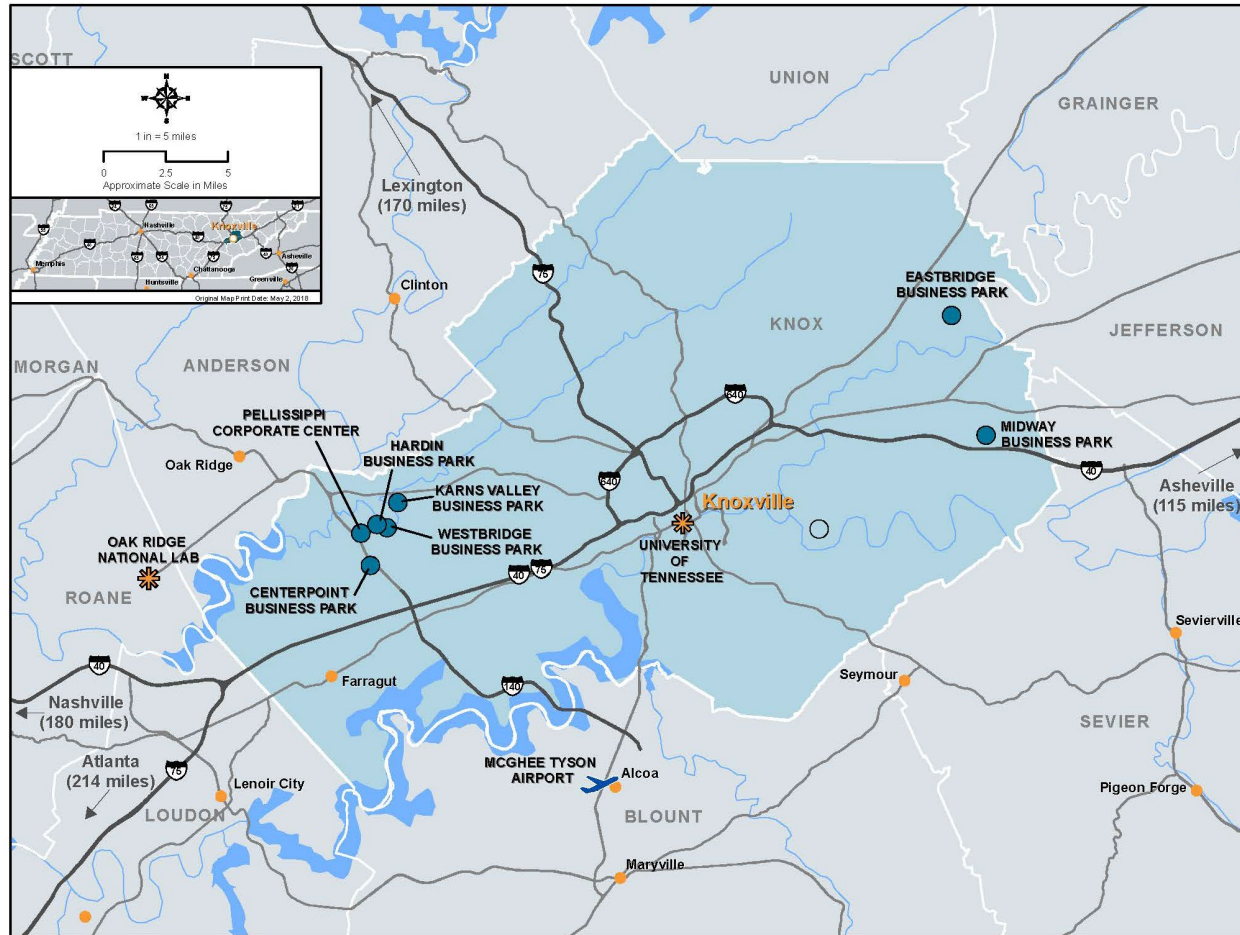 SCOTT
N
W
E
S
1 in = 5 miles
0
2.5
5
Approximate Scale in Miles
Nashville
Knoxville
Memphis
Chattanooga
Asheville
Huntsville
Greenville
Original Map Print Date: May 2, 2018
UNION
GRAINGER
Lexington
(170 miles)
75
Clinton
EASTBRIDGE
BUSINESS PARK
KNOX
JEFFERSON
MORGAN
ANDERSON
640
PELLISSIPPI
CORPORATE CENTER
HARDIN
BUSINESS PARK
MIDWAY
BUSINESS PARK
Oak Ridge
40
Asheville
(115 miles)
KARNS VALLEY
BUSINESS PARK
640
Knoxville
WESTBRIDGE
BUSINESS PARK
OAK RIDGE
NATIONAL LAB
UNIVERSITY
OF
TENNESSEE
CENTERPOINT
BUSINESS PARK
40
75
ROANE
Sevierville
40
Farragut
140
Seymour
Nashville
(180 miles)
SEVIER
Atlanta
(214 miles)
75
MCGHEE TYSON
AIRPORT
Alcoa
Lenoir City
Pigeon Forge
LOUDON
BLOUNT
Maryville